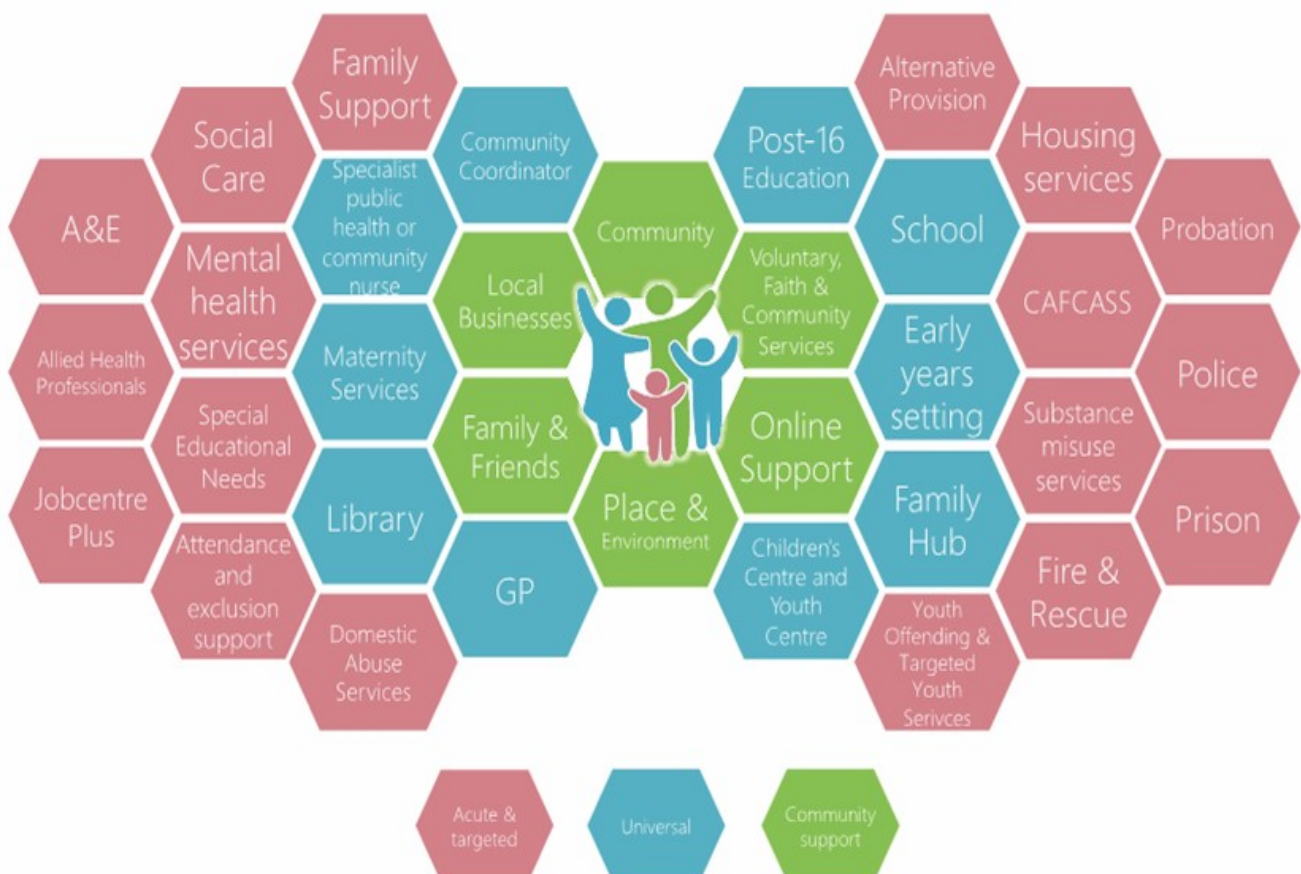 Family
Support
Alternative
Provision
Social
Care
Community
Coordinator
Post-16
Education
Housing
services
A&E
Specialist
public
health or
community
nurse
Community
School
Probation
Mental
health
services
Local
Businesses
Voluntary,
Faith &
Community
Services
CAFCASS
Allied Health
Professionals
Maternity
Services
Early
years
setting
Police
Special
Educational
Needs
Family &
Friends
Online
Support
Substance
misuse
services
Jobcentre
Plus
Library
Place &
Environment
Family
Hub
Prison
Attendance
and
exclusion
support
GP
Children's
Centre and
Youth
Centre
Fire &
Rescue
Domestic
Abuse
Services
Youth
Offending &
Targeted
Youth
Serivces
Acute &
targeted
Universal
Community
support